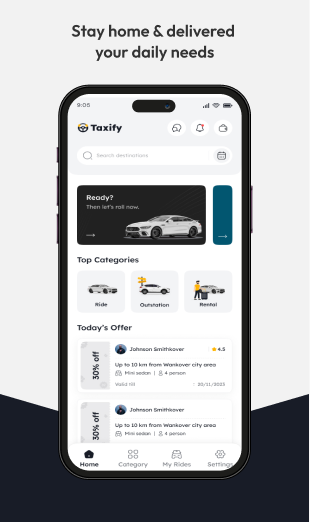 Stay home & delivered
your daily needs
9:06
Taxify
Search destinations
Ready?
Then let's roll now.
Top Categories
Ride
Outstation
Rental
Today's Offer
30% off
Johnson Smithkover
4.5
Up to 10 km from Wankover city area
Mini sedan | 4 person
Valid till
20/11/2023
30% off
Johnson Smithkover
Up to 10 km from Wankover city area
Mini sedan | 4 person
Home
Category
My Rides
Settings